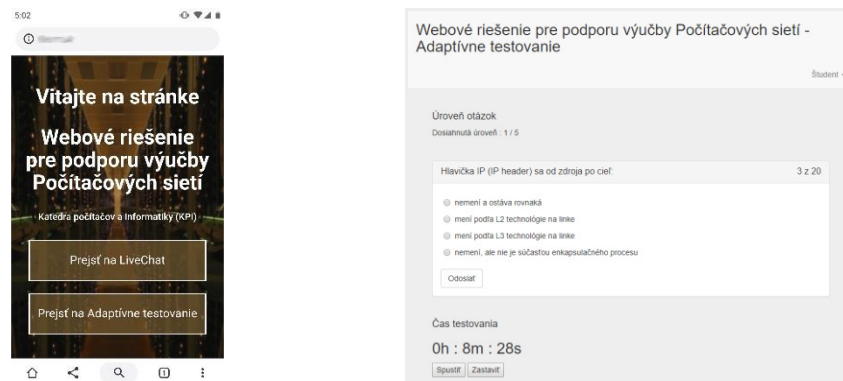 5:02
Vitajte na stránke
Webové riešenie
pre podporu výučby
Počítačových sietí
Katedra počítačov a Informatiky (KPI)
Prejsť na LiveChat
Prejsť na Adaptívne testovanie
1
Webové riešenie pre podporu výučby Počítačových sietí -
Adaptívne testovanie
Študent
Úroveň otázok
Dosiahnutá úroveň : 1 / 5
Hlavička IP (IP header) sa od zdroja po cieľ: 3 z 20
nemení a ostáva rovnaká
mení podľa L2 technológie na linke
mení podľa L3 technológie na linke
nemení, ale nie je súčasťou enkapsulačného procesu
Odoslať
Čas testovania
0h : 8m : 28s
Spustiť Zastaviť